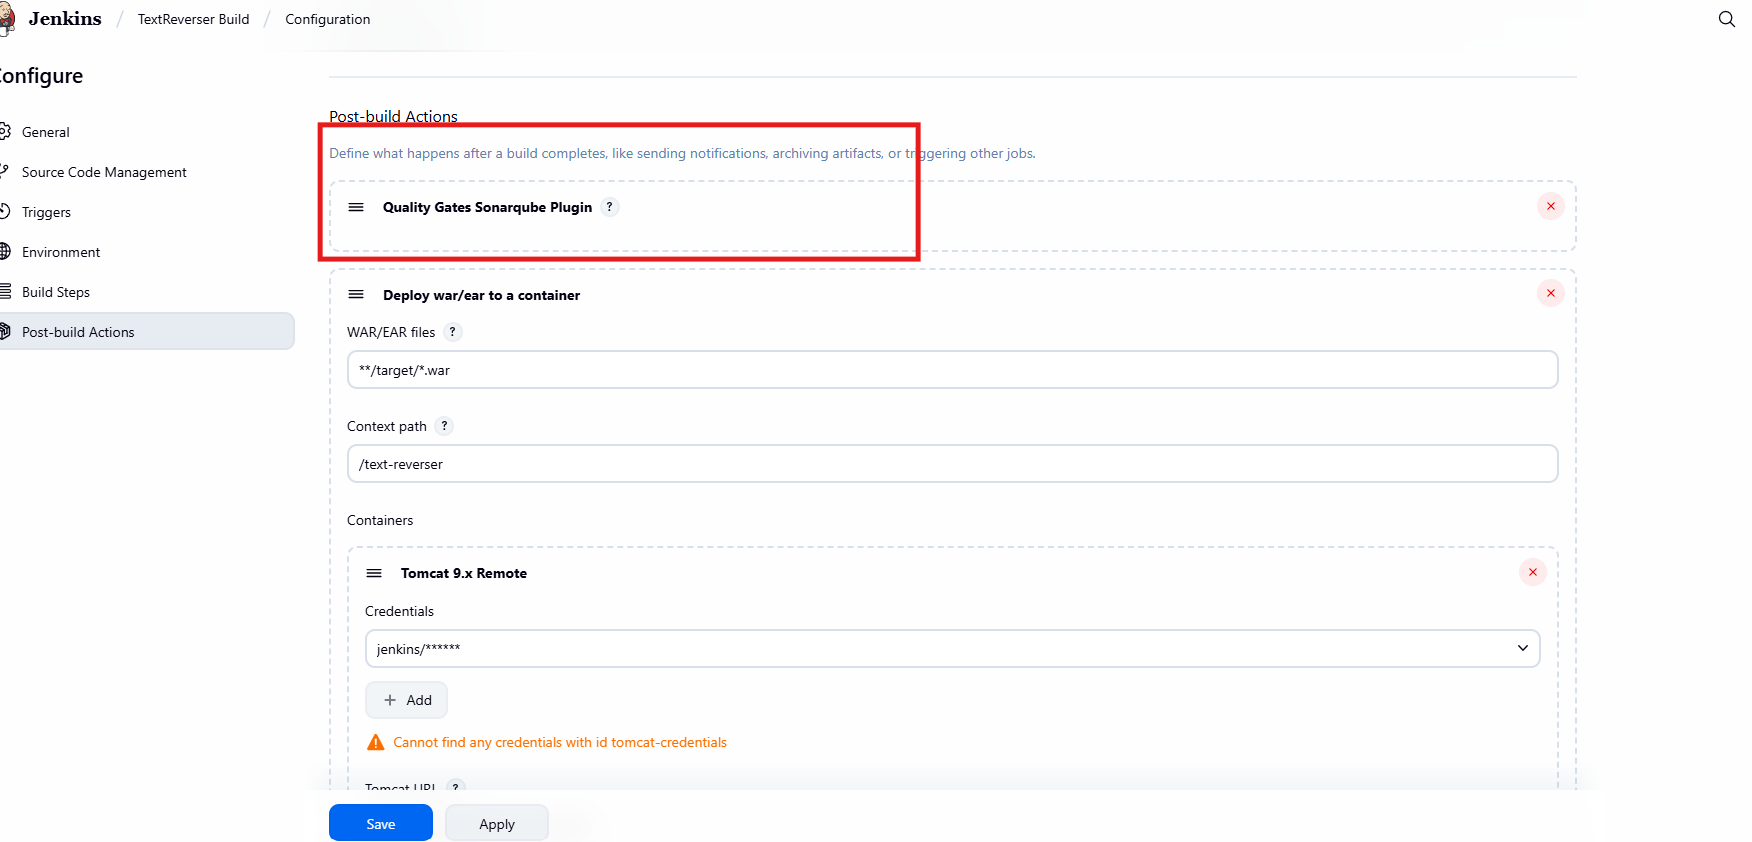 Jenkins / TextReverser Build / Configuration
onfigure
General
Source Code Management
Triggers
Environment
Build Steps
Post-build Actions
Post-build Actions
Define what happens after a build completes, like sending notifications, archiving artifacts, or triggering other jobs.
Quality Gates Sonarqube Plugin ?
Deploy war/ear to a container
WAR/EAR files ?
**/target/*.war
Context path ?
/text-reverser
Containers
Tomcat 9.x Remote
Credentials
jenkins/******
+ Add
Cannot find any credentials with id tomcat-credentials
Tomcat URL ?
Save
Apply